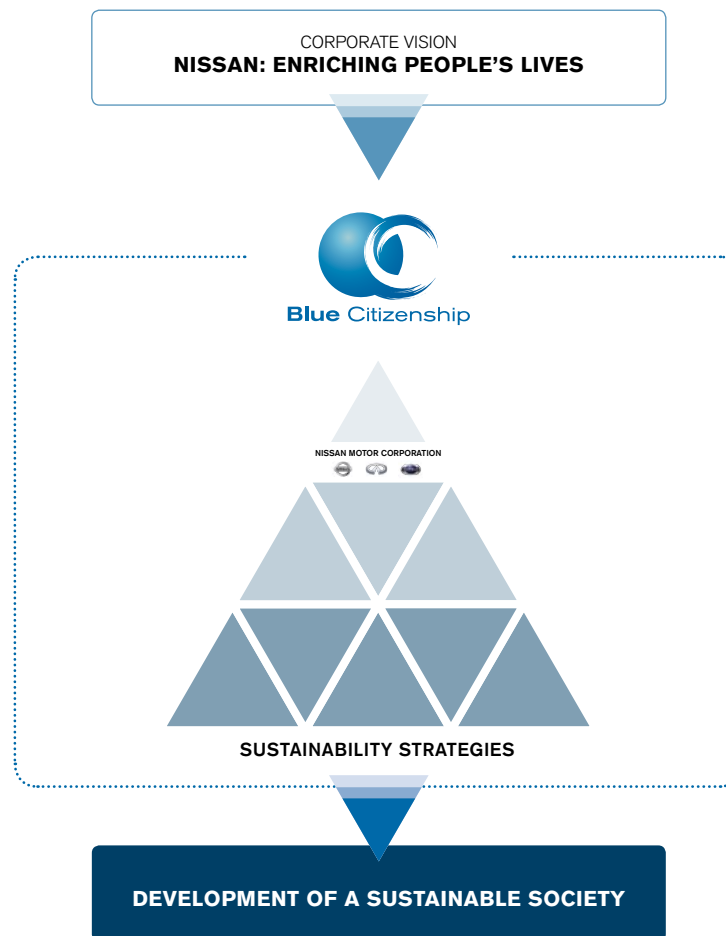 CORPORATE VISION
NISSAN: ENRICHING PEOPLE’S LIVES
Blue Citizenship
NISSAN MOTOR CORPORATION
SUSTAINABILITY STRATEGIES
DEVELOPMENT OF A SUSTAINABLE SOCIETY